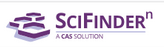 SCIFINDERⁿ
A CAS SOLUTION